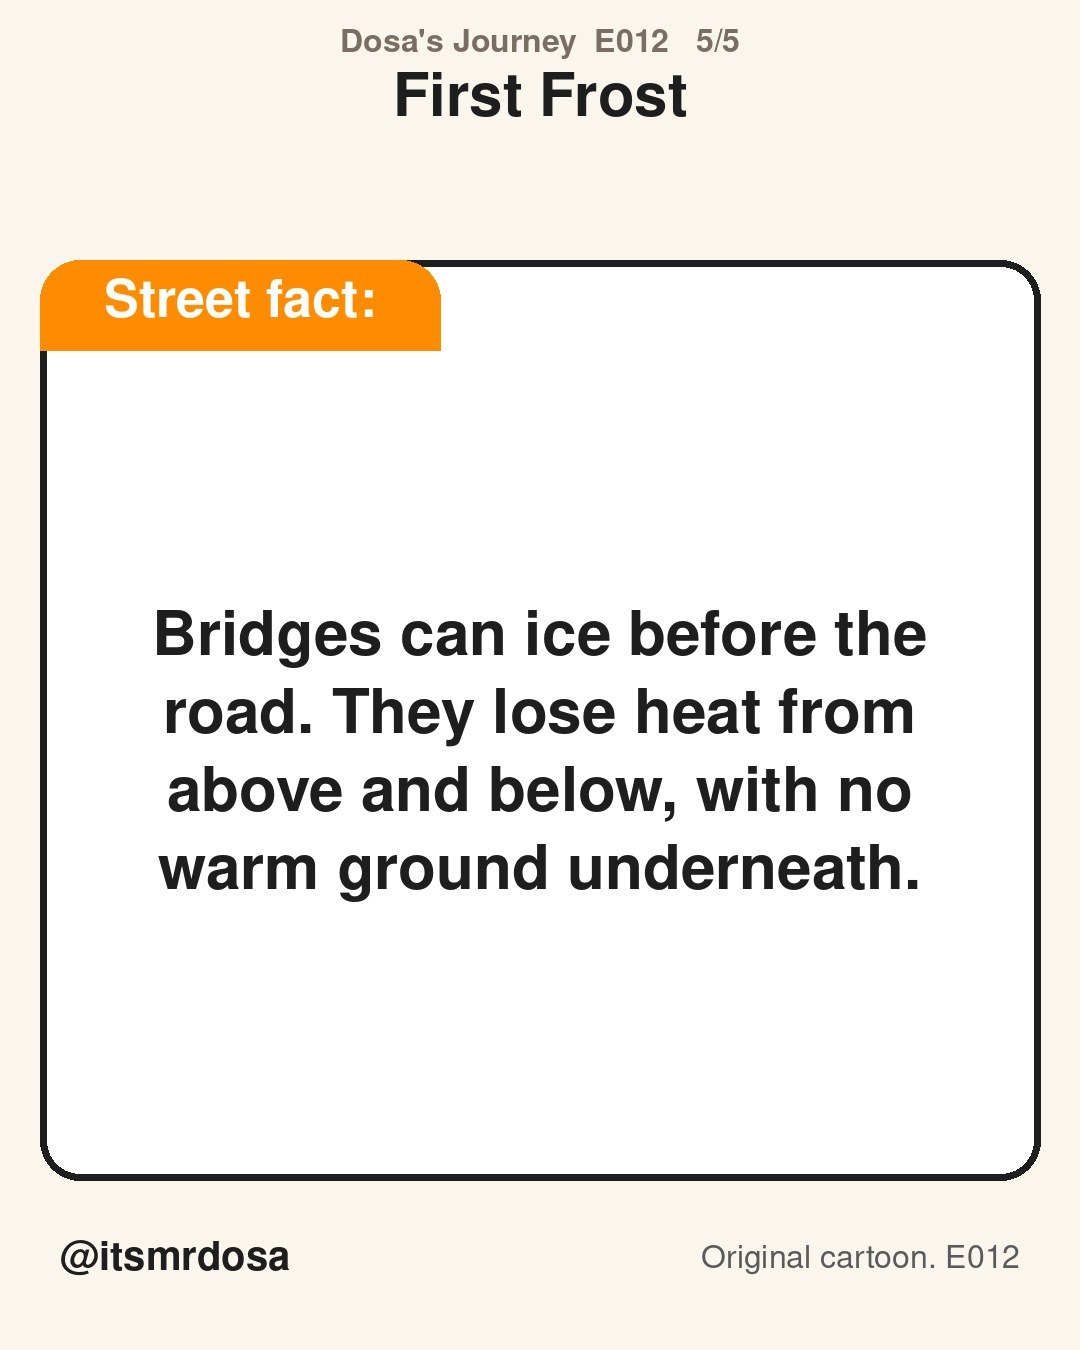 Dosa's Journey  E012   5/5
First Frost
Street fact:
Bridges can ice before the
road. They lose heat from
above and below, with no
warm ground underneath.
@itsmrdosa
Original cartoon. E012